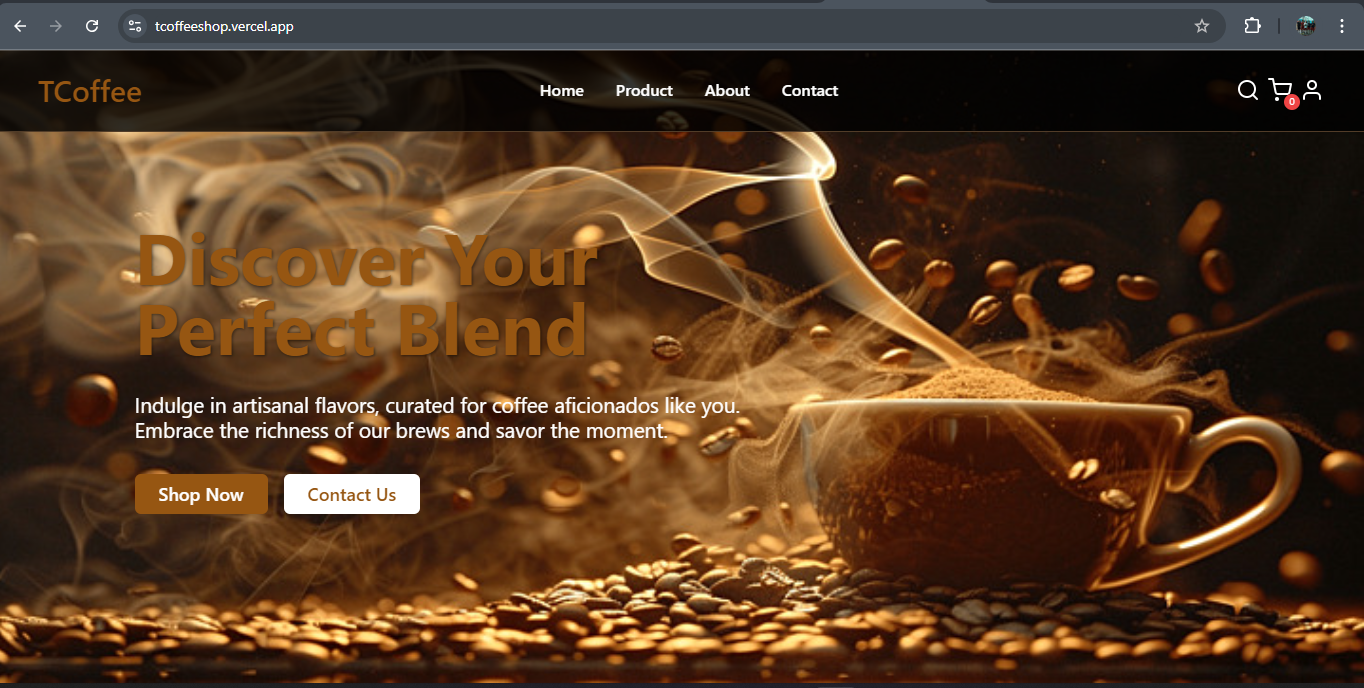 tcoffeeshop.vercel.app
TCoffee
Home Product About Contact
0
Discover Your
Perfect Blend
Indulge in artisanal flavors, curated for coffee aficionados like you.
Embrace the richness of our brews and savor the moment.
Shop Now Contact Us